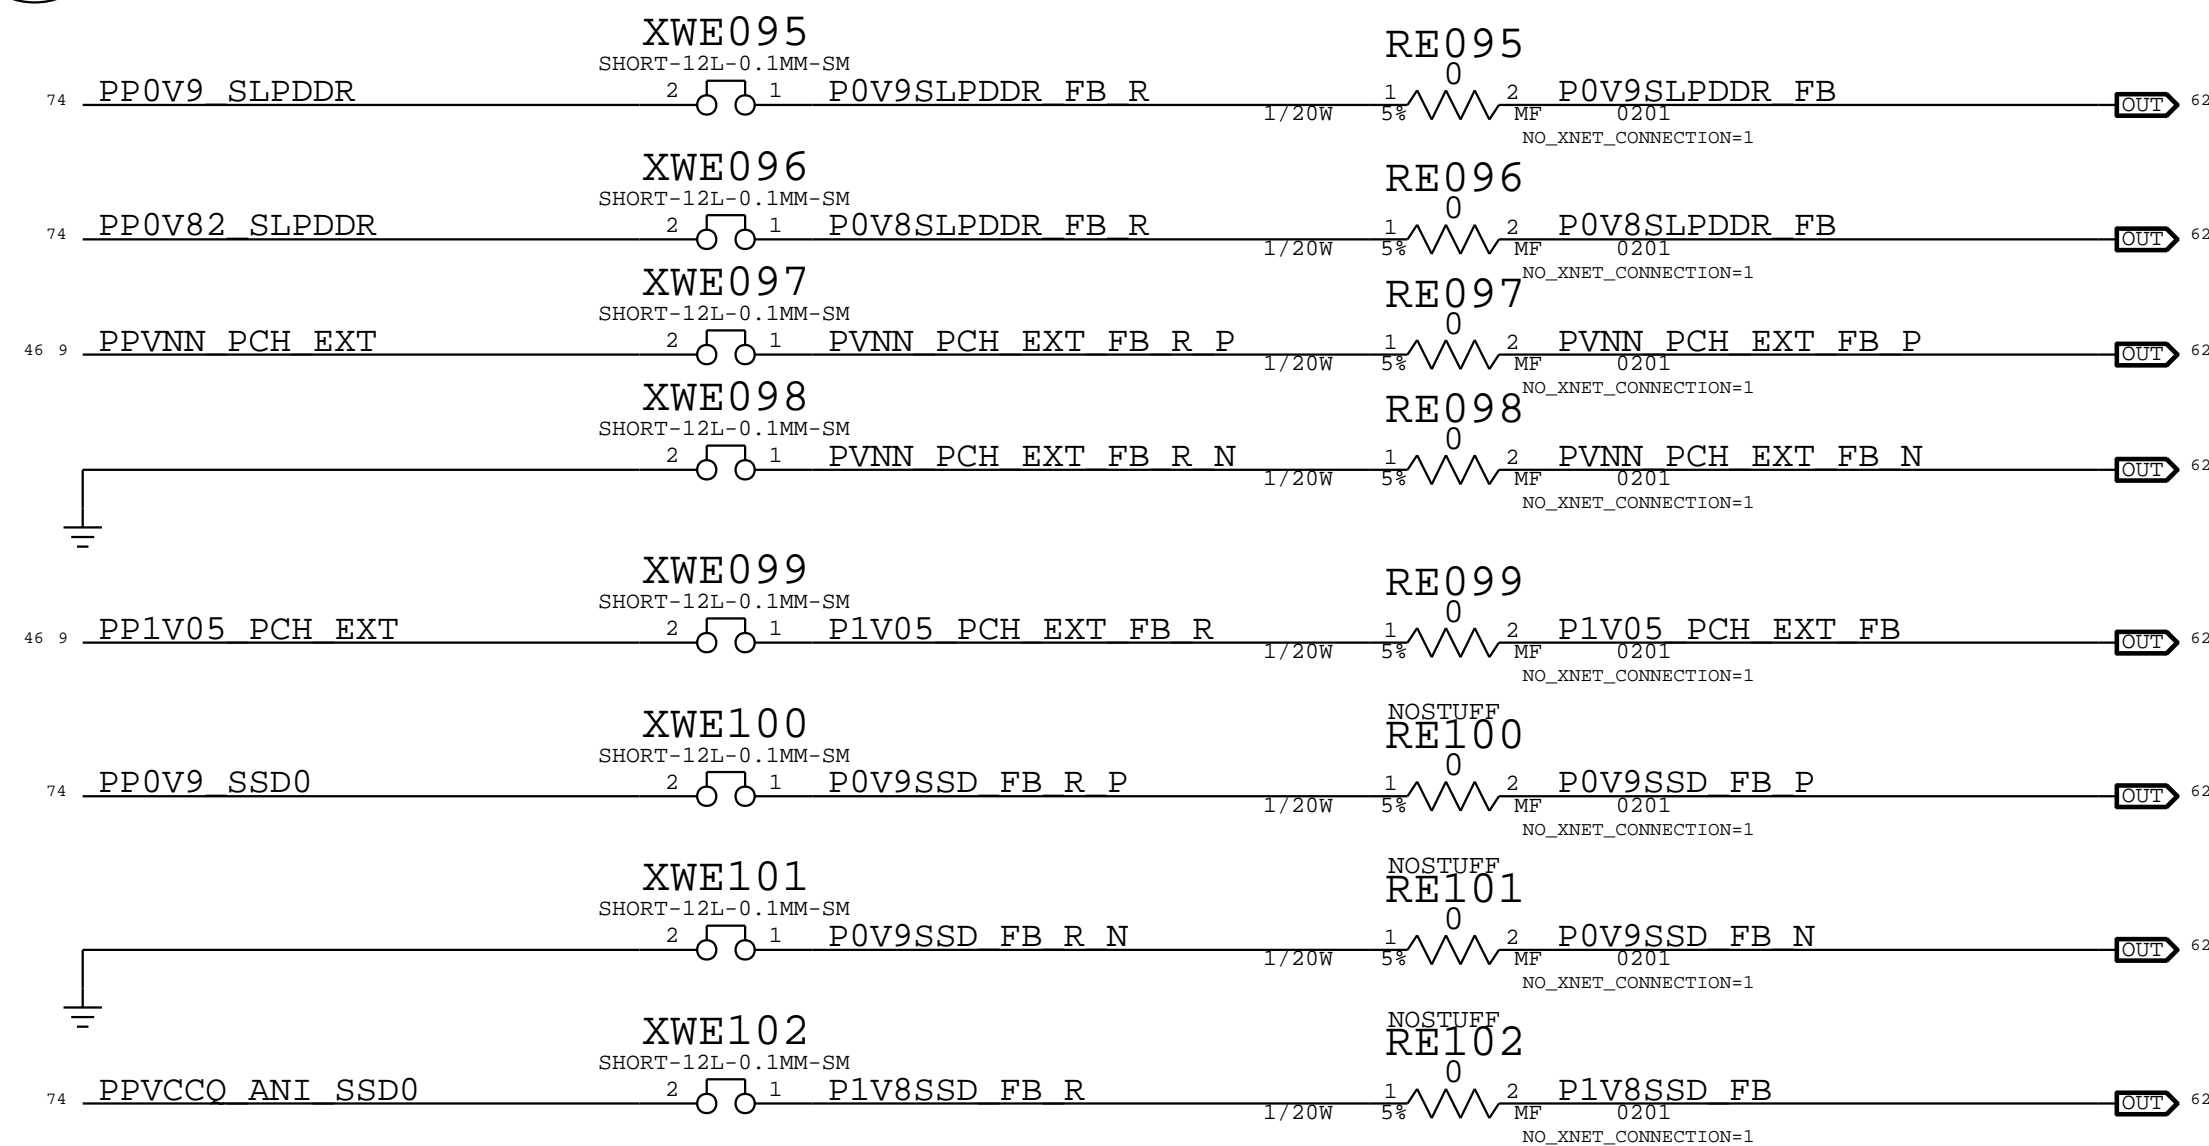 XWE095
SHORT-12L-0.1MM-SM
RE095
0
74 PP0V9_SLPDDR 2 1 P0V9SLPDDR_FB_R 1 2 P0V9SLPDDR_FB OUT 62
1/20W 5% MF 0201
NO_XNET_CONNECTION=1
XWE096
SHORT-12L-0.1MM-SM
RE096
0
74 PP0V82_SLPDDR 2 1 P0V8SLPDDR_FB_R 1 2 P0V8SLPDDR_FB OUT 62
1/20W 5% MF 0201
NO_XNET_CONNECTION=1
XWE097
SHORT-12L-0.1MM-SM
RE097
0
46 9 PPVNN_PCH_EXT 2 1 PVNN_PCH_EXT_FB_R_P 1 2 PVNN_PCH_EXT_FB_P OUT 62
1/20W 5% MF 0201
NO_XNET_CONNECTION=1
XWE098
SHORT-12L-0.1MM-SM
RE098
0
2 1 PVNN_PCH_EXT_FB_R_N 1 2 PVNN_PCH_EXT_FB_N OUT 62
1/20W 5% MF 0201
NO_XNET_CONNECTION=1
XWE099
SHORT-12L-0.1MM-SM
RE099
0
46 9 PP1V05_PCH_EXT 2 1 P1V05_PCH_EXT_FB_R 1 2 P1V05_PCH_EXT_FB OUT 62
1/20W 5% MF 0201
NO_XNET_CONNECTION=1
XWE100
SHORT-12L-0.1MM-SM
NOSTUFF
RE100
0
74 PP0V9_SSD0 2 1 P0V9SSD_FB_R_P 1 2 P0V9SSD_FB_P OUT 62
1/20W 5% MF 0201
NO_XNET_CONNECTION=1
XWE101
SHORT-12L-0.1MM-SM
NOSTUFF
RE101
0
2 1 P0V9SSD_FB_R_N 1 2 P0V9SSD_FB_N OUT 62
1/20W 5% MF 0201
NO_XNET_CONNECTION=1
XWE102
SHORT-12L-0.1MM-SM
NOSTUFF
RE102
0
74 PPVCCQ_ANI_SSD0 2 1 P1V8SSD_FB_R 1 2 P1V8SSD_FB OUT 62
1/20W 5% MF 0201
NO_XNET_CONNECTION=1